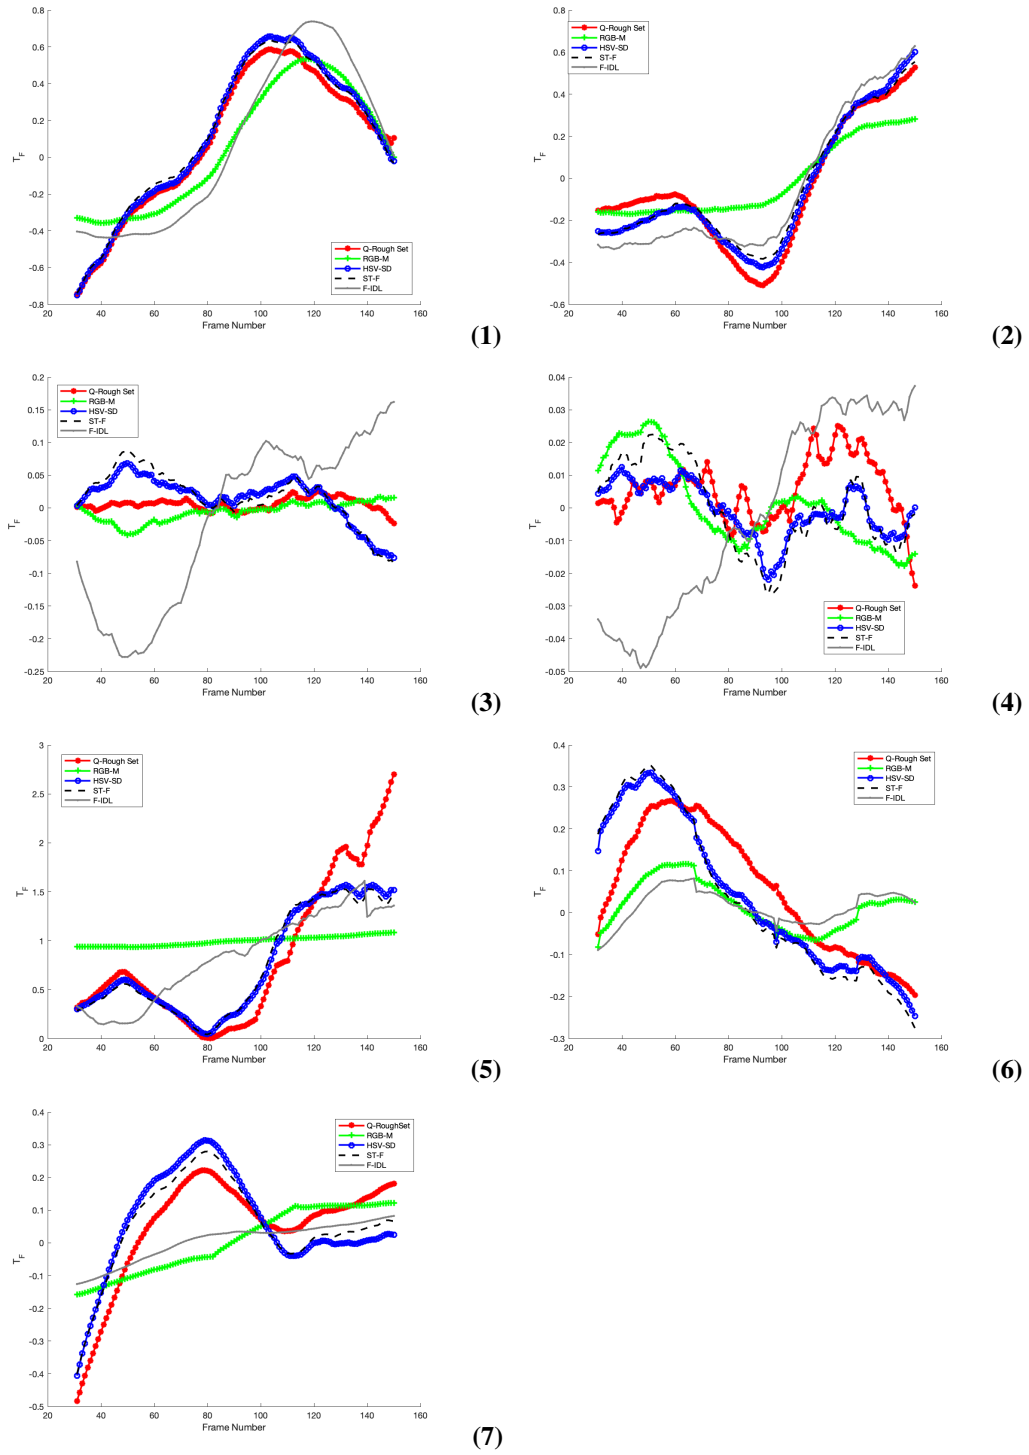 0.8
0.6
0.4
0.2
0
-0.2
-0.4
-0.6
-0.8
T_F
20 40 60 80 100 120 140 160
Frame Number
Q-Rough Set
RGB-M
HSV-SD
ST-F
F-IDL
(1)
0.8
0.6
0.4
0.2
0
-0.2
-0.4
-0.6
T_F
20 40 60 80 100 120 140 160
Frame Number
Q-Rough Set
RGB-M
HSV-SD
ST-F
F-IDL
(2)
0.2
0.15
0.1
0.05
0
-0.05
-0.1
-0.15
-0.2
-0.25
T_F
20 40 60 80 100 120 140 160
Frame Number
Q-Rough Set
RGB-M
HSV-SD
ST-F
F-IDL
(3)
0.04
0.03
0.02
0.01
0
-0.01
-0.02
-0.03
-0.04
-0.05
T_F
20 40 60 80 100 120 140 160
Frame Number
Q-Rough Set
RGB-M
HSV-SD
ST-F
F-IDL
(4)
3
2.5
2
1.5
1
0.5
0
T_F
20 40 60 80 100 120 140 160
Frame Number
Q-Rough Set
RGB-M
HSV-SD
ST-F
F-IDL
(5)
0.4
0.3
0.2
0.1
0
-0.1
-0.2
-0.3
T_F
20 40 60 80 100 120 140 160
Frame Number
Q-Rough Set
RGB-M
HSV-SD
ST-F
F-IDL
(6)
0.4
0.3
0.2
0.1
0
-0.1
-0.2
-0.3
-0.4
-0.5
T_F
20 40 60 80 100 120 140 160
Frame Number
Q-RoughSet
RGB-M
HSV-SD
ST-F
F-IDL
(7)